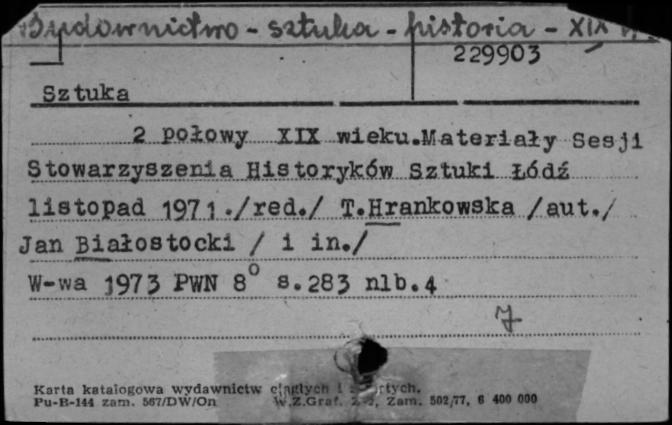 Budownictwo - sztuka - historia - XIX w.
229903
Sztuka
2 połowy XIX wieku.Materiały Sesji
Stowarzyszenia Historyków Sztuki Łódź
listopad 1971./red./ T.Hrankowska /aut./
Jan Białostocki / i in./
W-wa 1973 PWN 8° s.283 nlb.4
Karta katalogowa wydawnictw ciągłych i
Pu-B-144 zam. 567/DW/On W.Z.Graf. Zam. 502/77, 6 400 000